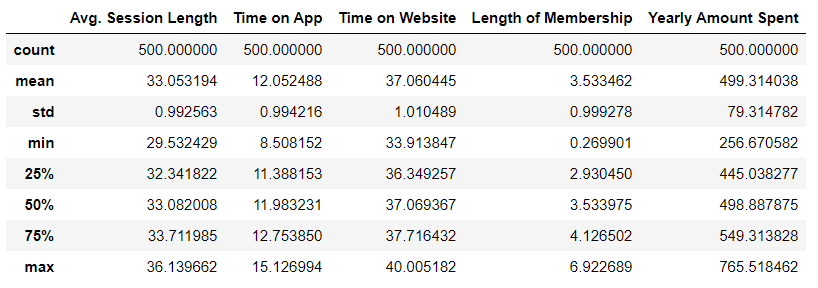 Avg. Session Length Time on App Time on Website Length of Membership Yearly Amount Spent
count 500.000000 500.000000 500.000000 500.000000 500.000000
mean 33.053194 12.052488 37.060445 3.533462 499.314038
std 0.992563 0.994216 1.010489 0.999278 79.314782
min 29.532429 8.508152 33.913847 0.269901 256.670582
25% 32.341822 11.388153 36.349257 2.930450 445.038277
50% 33.082008 11.983231 37.069367 3.533975 498.887875
75% 33.711985 12.753850 37.716432 4.126502 549.313828
max 36.139662 15.126994 40.005182 6.922689 765.518462